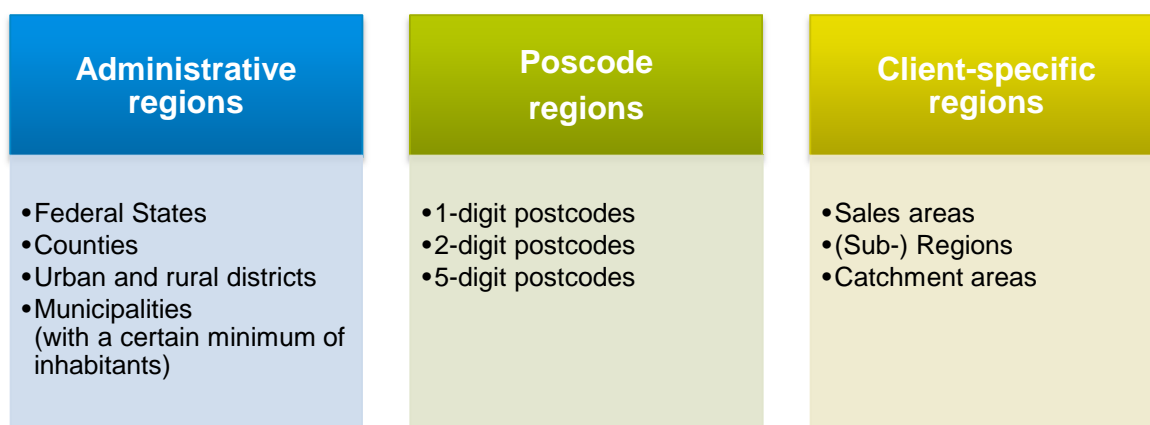 Administrative
regions
•Federal States
•Counties
•Urban and rural districts
•Municipalities
(with a certain minimum of
inhabitants)
Poscode
regions
•1-digit postcodes
•2-digit postcodes
•5-digit postcodes
Client-specific
regions
•Sales areas
•(Sub-) Regions
•Catchment areas